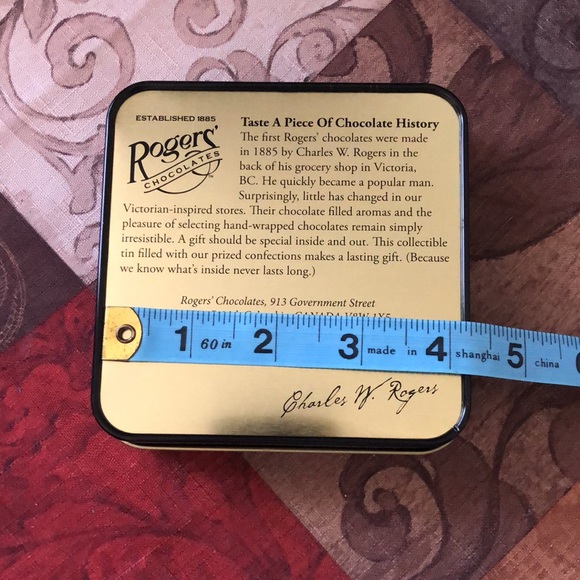 ESTABLISHED 1885
Rogers'
CHOCOLATES
Taste A Piece Of Chocolate History
The first Rogers' chocolates were made
in 1885 by Charles W. Rogers in the
back of his grocery shop in Victoria,
BC. He quickly became a popular man.
Surprisingly, little has changed in our
Victorian-inspired stores. Their chocolate filled aromas and the
pleasure of selecting hand-wrapped chocolates remain simply
irresistible. A gift should be special inside and out. This collectible
tin filled with our prized confections makes a lasting gift. (Because
we know what's inside never lasts long.)
Rogers' Chocolates, 913 Government Street
CANADA V8W 1X5
1 60 in 2 3 made in 4 shanghai 5 china 6
Charles W. Rogers